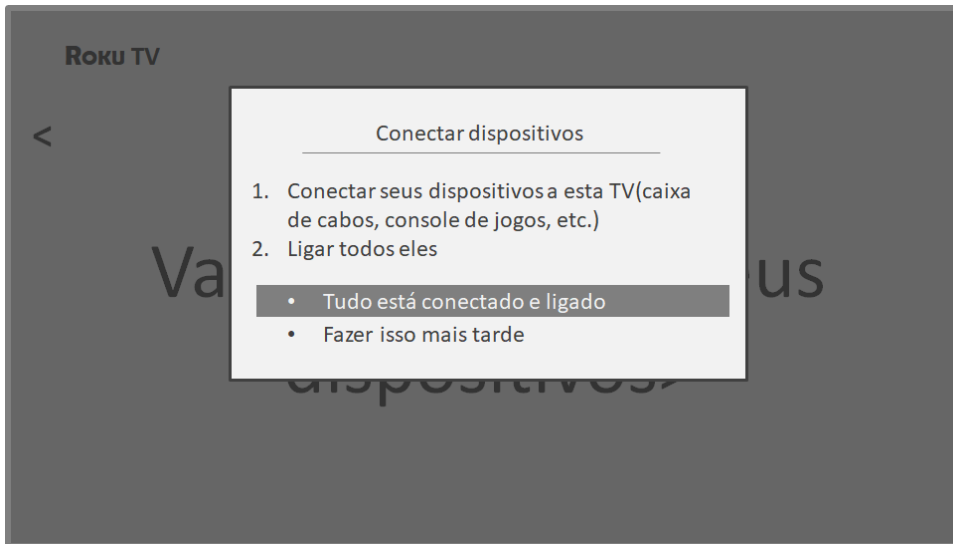 Roku TV
<
Conectar dispositivos
1. Conectar seus dispositivos a esta TV(caixa
de cabos, console de jogos, etc.)
2. Ligar todos eles
• Tudo está conectado e ligado
• Fazer isso mais tarde